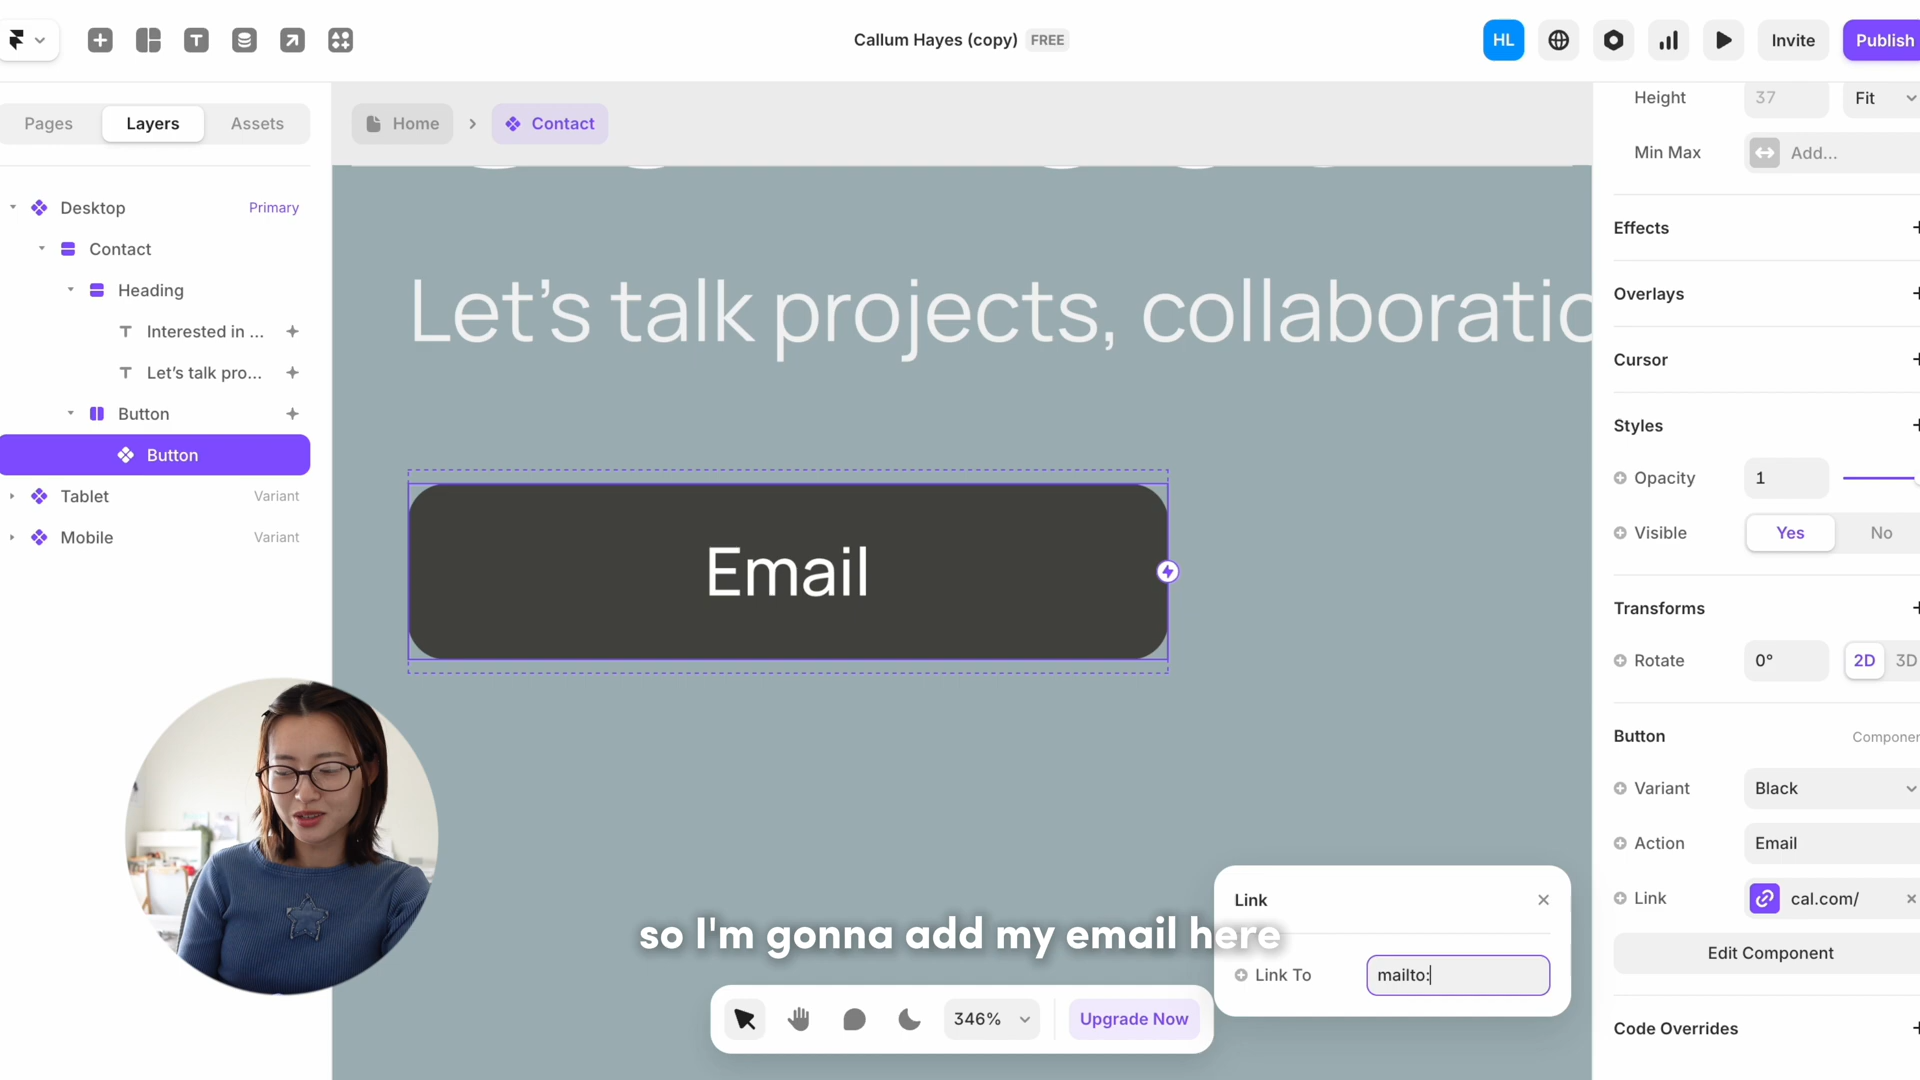 Callum Hayes (copy) FREE
HL
Invite
Publish
Pages Layers Assets
Home
Contact
Desktop Primary
Contact
Heading
Interested in ...
Let's talk pro...
Button
Button
Tablet Variant
Mobile Variant
Let's talk projects, collaboratio
Email
so I'm gonna add my email here
346%
Upgrade Now
Link
Link To mailto:
Height 37 Fit
Min Max Add...
Effects
Overlays
Cursor
Styles
Opacity 1
Visible Yes No
Transforms
Rotate 0° 2D 3D
Button Componen
Variant Black
Action Email
Link cal.com/
Edit Component
Code Overrides